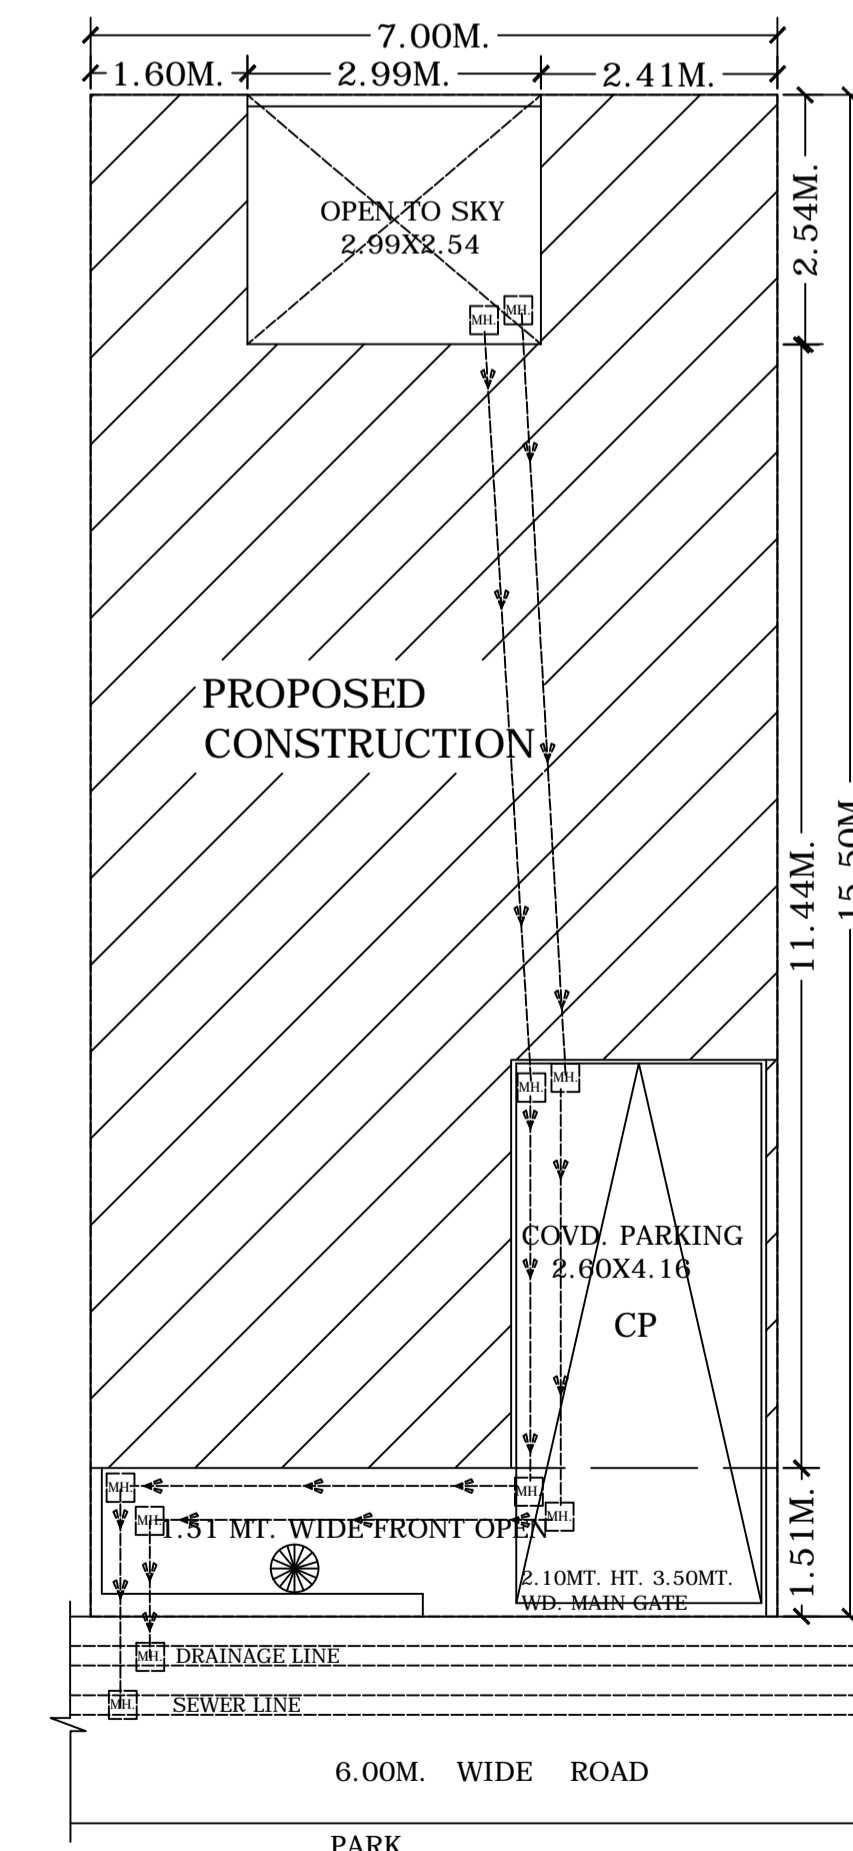 7.00M.
1.60M. 2.99M. 2.41M.
OPEN TO SKY
2.99X2.54
2.54M.
MH. MH.
PROPOSED
CONSTRUCTION
11.44M.
15.50M
MH. MH.
COVD. PARKING
2.60X4.16
CP
MH. MH.
MH. MH.
1.51 MT. WIDE FRONT OPEN
1.51M.
2.10MT. HT. 3.50MT.
WD. MAIN GATE
MH. DRAINAGE LINE
MH. SEWER LINE
6.00M. WIDE ROAD
PARK